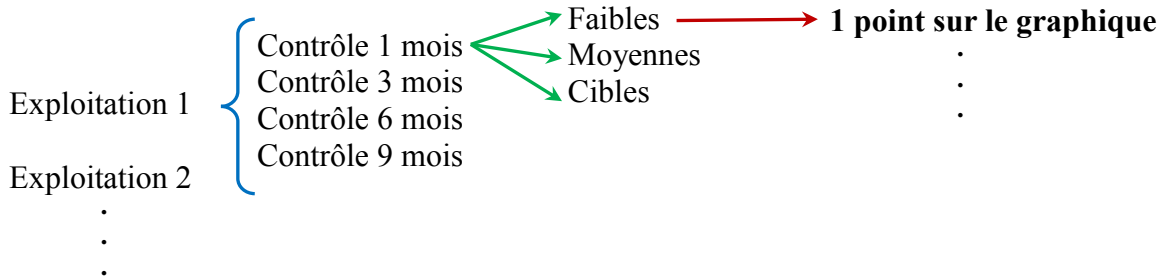 Faibles
1 point sur le graphique
Contrôle 1 mois
Moyennes
Contrôle 3 mois
Cibles
Exploitation 1
Contrôle 6 mois
Contrôle 9 mois
Exploitation 2